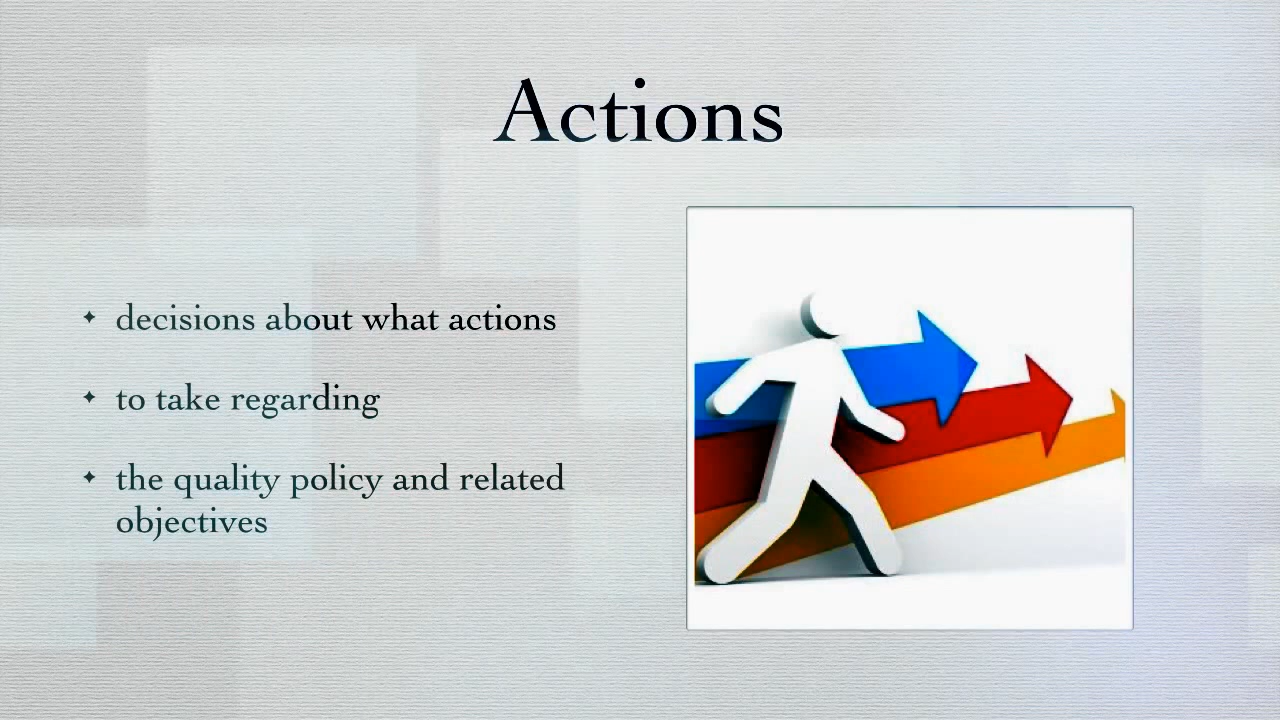 Actions
decisions about what actions
to take regarding
the quality policy and related
objectives